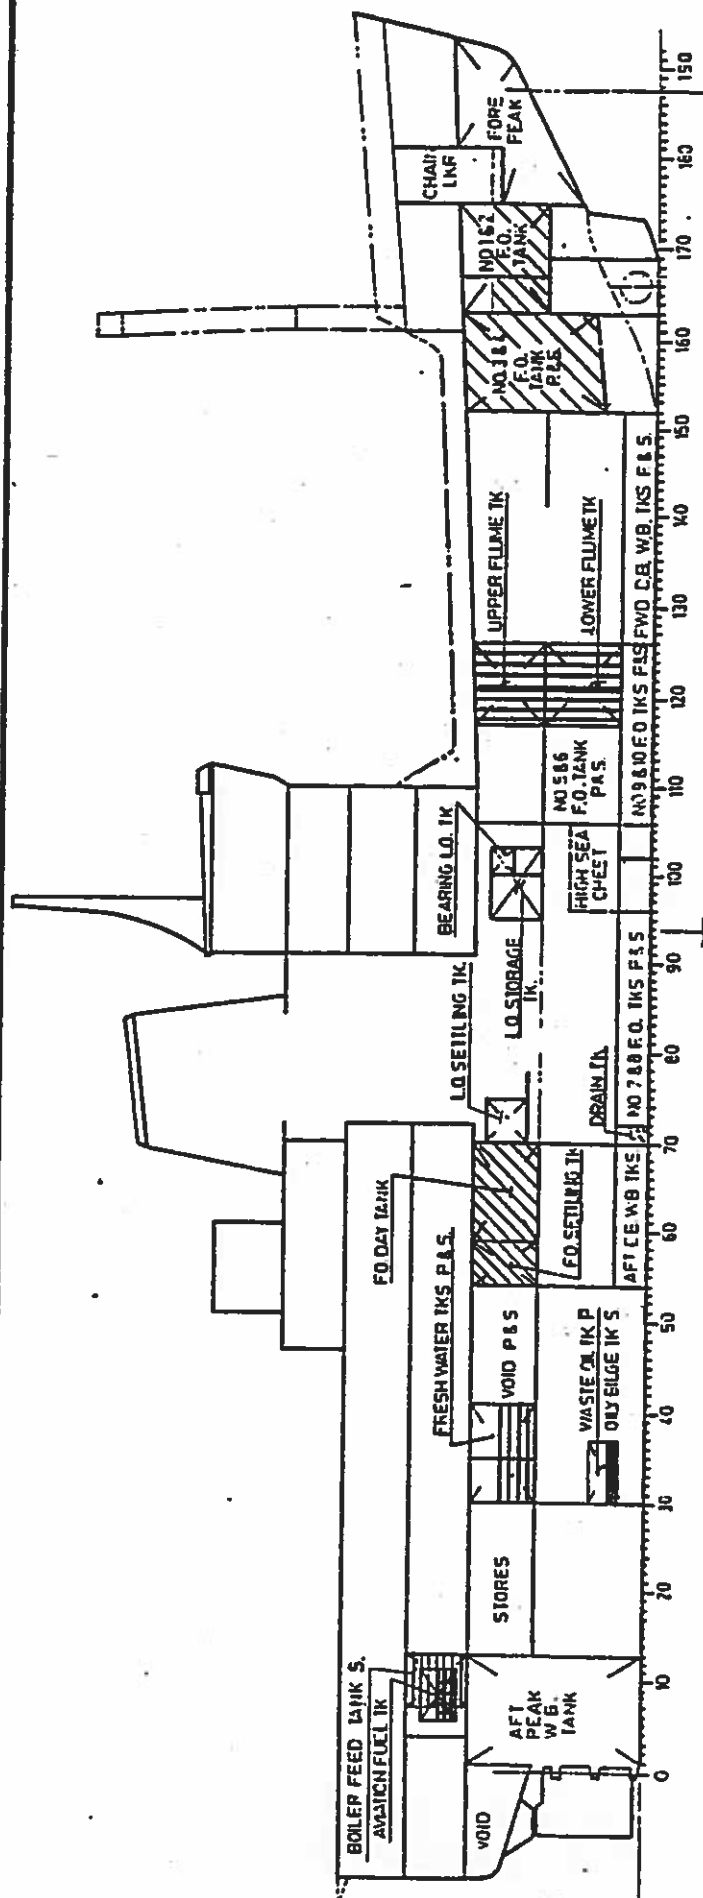 BOILER FEED TANK S.
AVIATION FUEL TK
VOID
AFT
PEAK
W.B.
TANK
STORES
FRESH WATER TKS P.&S.
VOID P&S
WASTE OIL TK P
OILY BILGE TK S
F.O. DAY TANK
F.O. SETTLING TK
AFT C.E. W.B TKS
DRAIN TK
L.O. SETTLING TK.
L.O. STORAGE
TK.
BEARING L.O. TK
NO 7 & 8 F.O. TKS P&S
HIGH SEA
CHEST
NO 5&6
F.O. TANK
P&S.
UPPER FLUME TK
LOWER FLUME TK
NO 9 &10 F.O TKS P&S
FWD C.B. W.B. TKS P.& S.
F.O.
TANK
P.&S.
NO 1&2
F.O.
TANK
CHAIN
LKR
FORE
PEAK
0 10 20 30 40 50 60 70 80 90 100 110 120 130 140 150 160 170 180 190